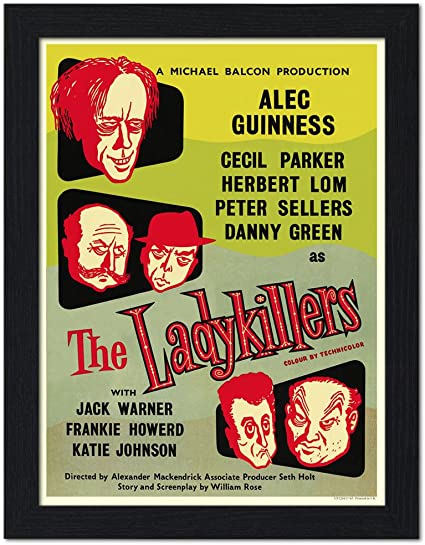 A MICHAEL BALCON PRODUCTION
ALEC
GUINNESS
CECIL PARKER
HERBERT LOM
PETER SELLERS
DANNY GREEN
as
The Ladykillers
COLOUR BY TECHNICOLOR
WITH
JACK WARNER
FRANKIE HOWERD
KATIE JOHNSON
Directed by Alexander Mackendrick Associate Producer Seth Holt
Story and Screenplay by William Rose